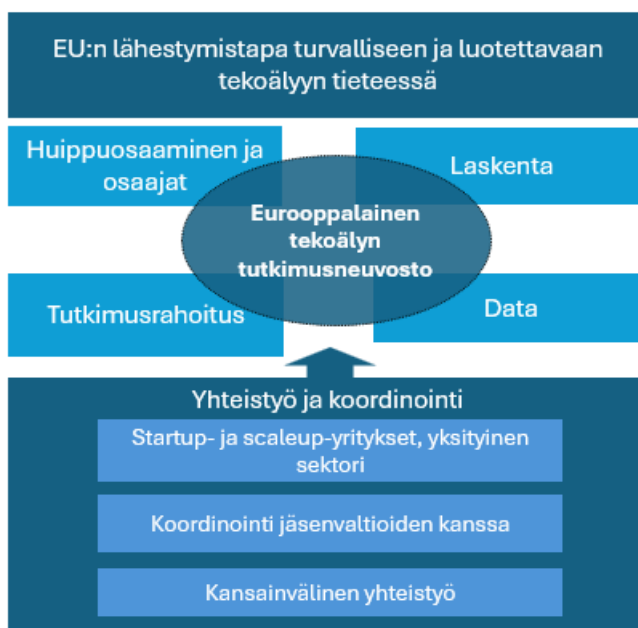 EU:n lähestymistapa turvalliseen ja luotettavaan
tekoälyyn tieteessä
Huippuosaaminen ja
osaajat
Laskenta
Eurooppalainen
tekoälyn
tutkimusneuvosto
Tutkimusrahoitus
Data
Yhteistyö ja koordinointi
Startup- ja scaleup-yritykset, yksityinen
sektori
Koordinointi jäsenvaltioiden kanssa
Kansainvälinen yhteistyö